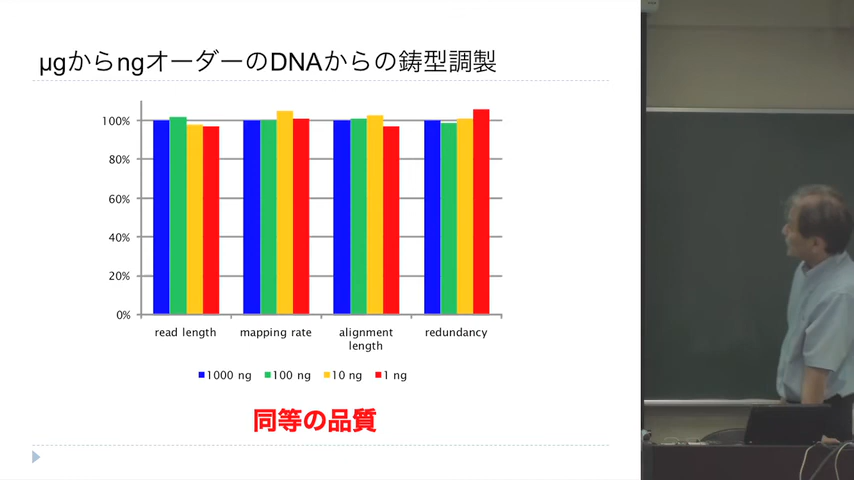 µgからngオーダーのDNAからの鋳型調製
100%
80%
60%
40%
20%
0%
read length
mapping rate
alignment
length
redundancy
1000 ng
100 ng
10 ng
1 ng
同等の品質